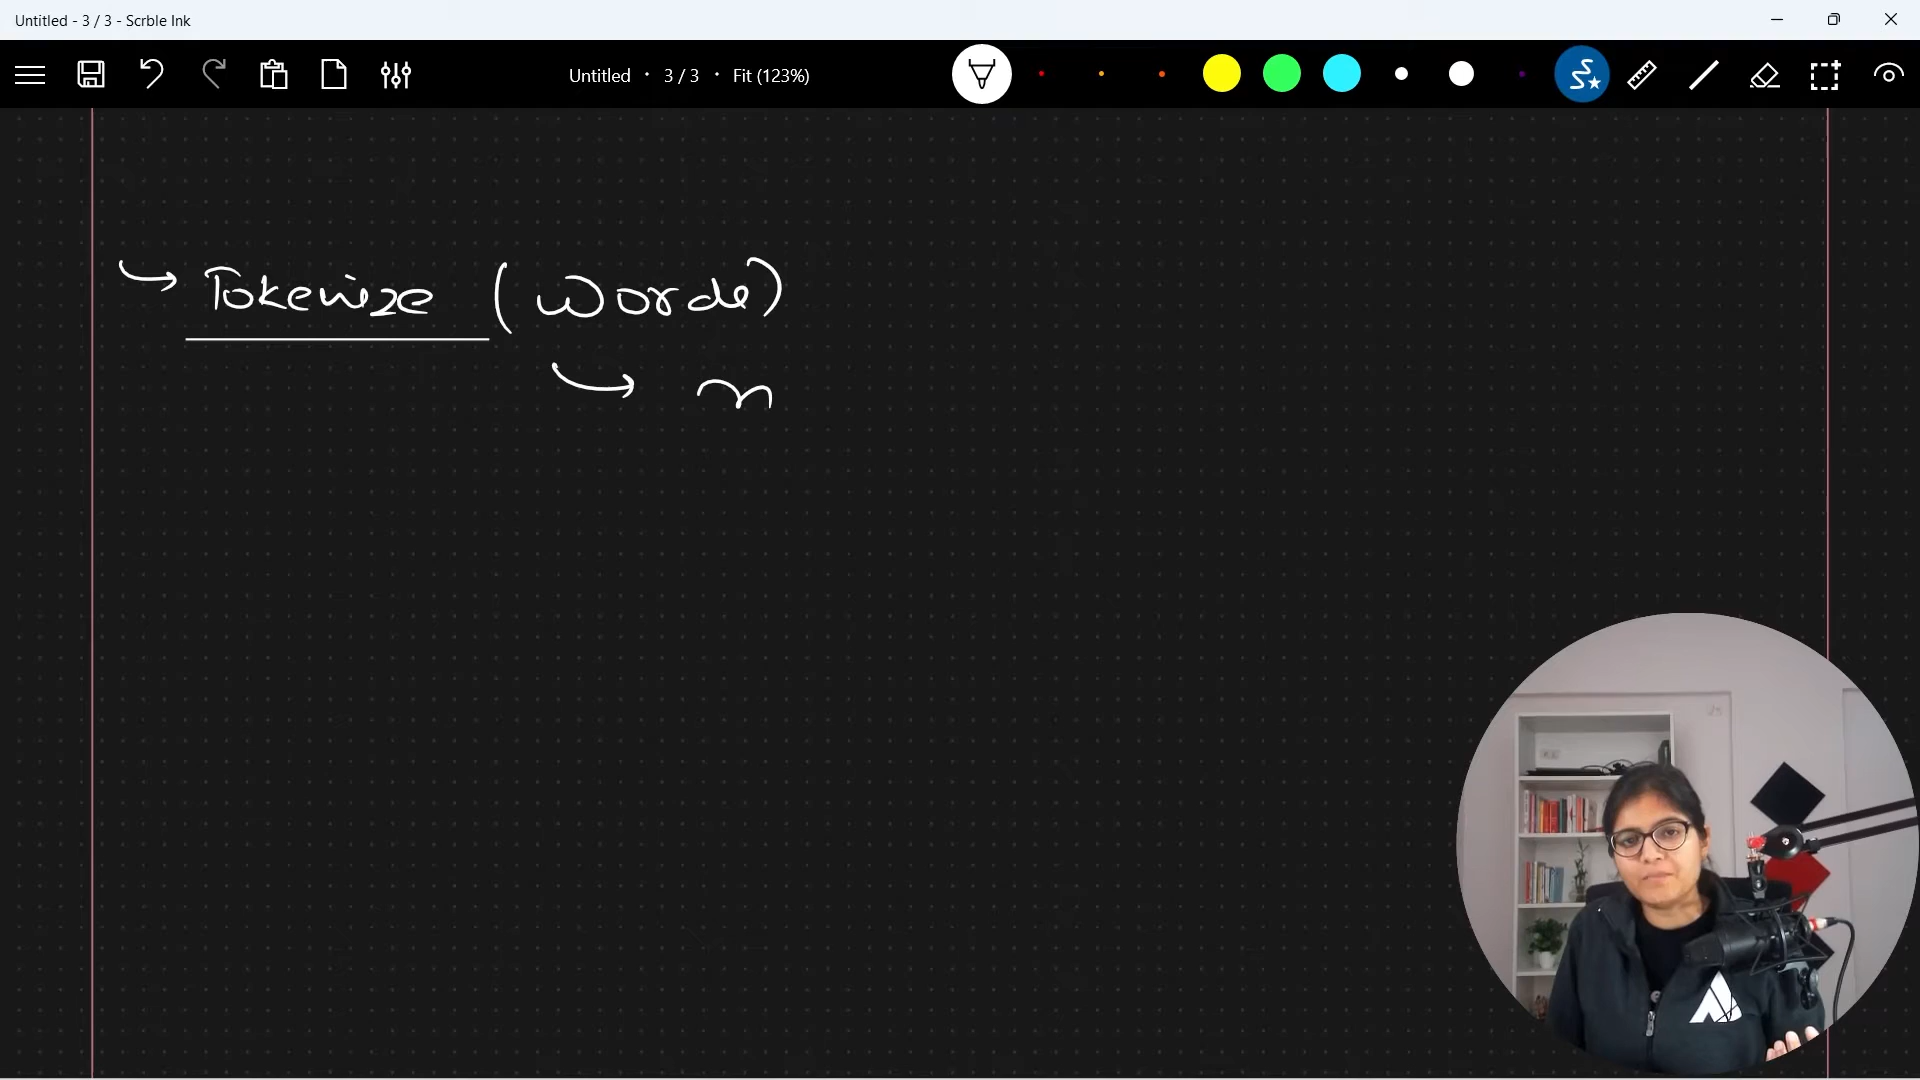 Untitled - 3 / 3 - Scrble Ink
Untitled • 3 / 3 • Fit (123%)
↪ Tokenize (Words)
↪ n